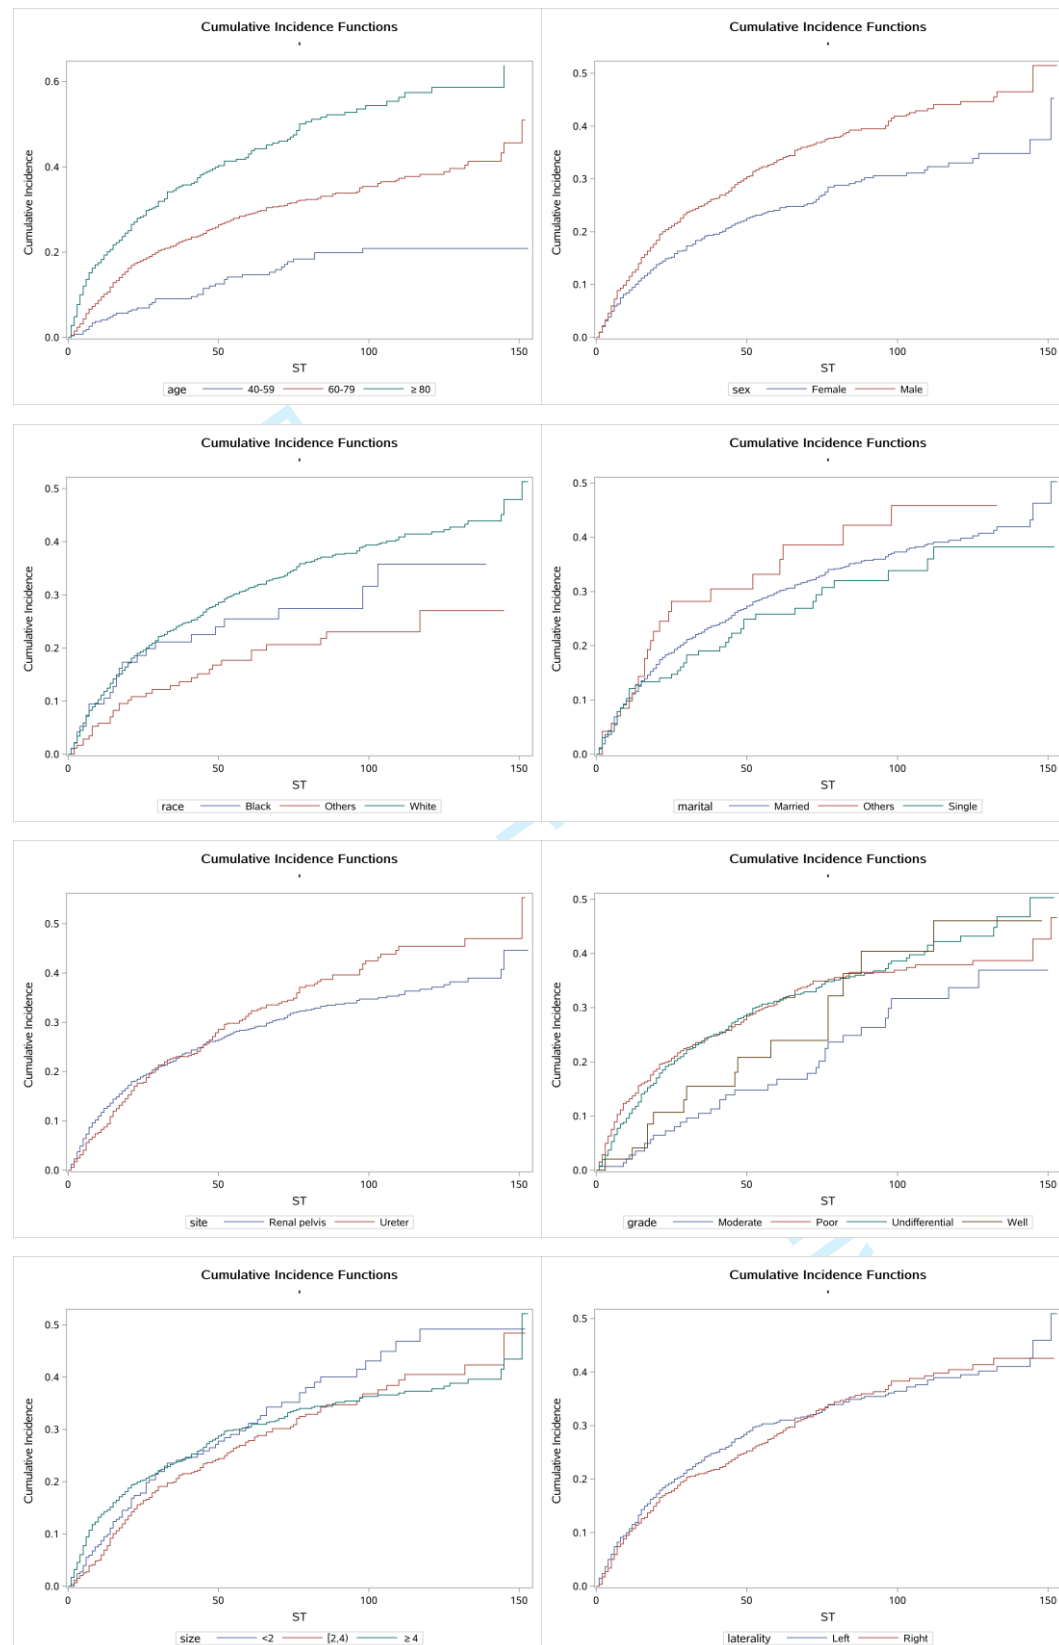 Cumulative Incidence Functions
Cumulative Incidence
0.6
0.4
0.2
0.0
0 50 100 150
ST
age 40-59 60-79 ≥ 80
Cumulative Incidence Functions
Cumulative Incidence
0.5
0.4
0.3
0.2
0.1
0.0
0 50 100 150
ST
sex Female Male
Cumulative Incidence Functions
Cumulative Incidence
0.5
0.4
0.3
0.2
0.1
0.0
0 50 100 150
ST
race Black Others White
Cumulative Incidence Functions
Cumulative Incidence
0.5
0.4
0.3
0.2
0.1
0.0
0 50 100 150
ST
marital Married Others Single
Cumulative Incidence Functions
Cumulative Incidence
0.5
0.4
0.3
0.2
0.1
0.0
0 50 100 150
ST
site Renal pelvis Ureter
Cumulative Incidence Functions
Cumulative Incidence
0.5
0.4
0.3
0.2
0.1
0.0
0 50 100 150
ST
grade Moderate Poor Undifferential Well
Cumulative Incidence Functions
Cumulative Incidence
0.5
0.4
0.3
0.2
0.1
0.0
0 50 100 150
ST
size <2 [2,4) ≥ 4
Cumulative Incidence Functions
Cumulative Incidence
0.5
0.4
0.3
0.2
0.1
0.0
0 50 100 150
ST
laterality Left Right